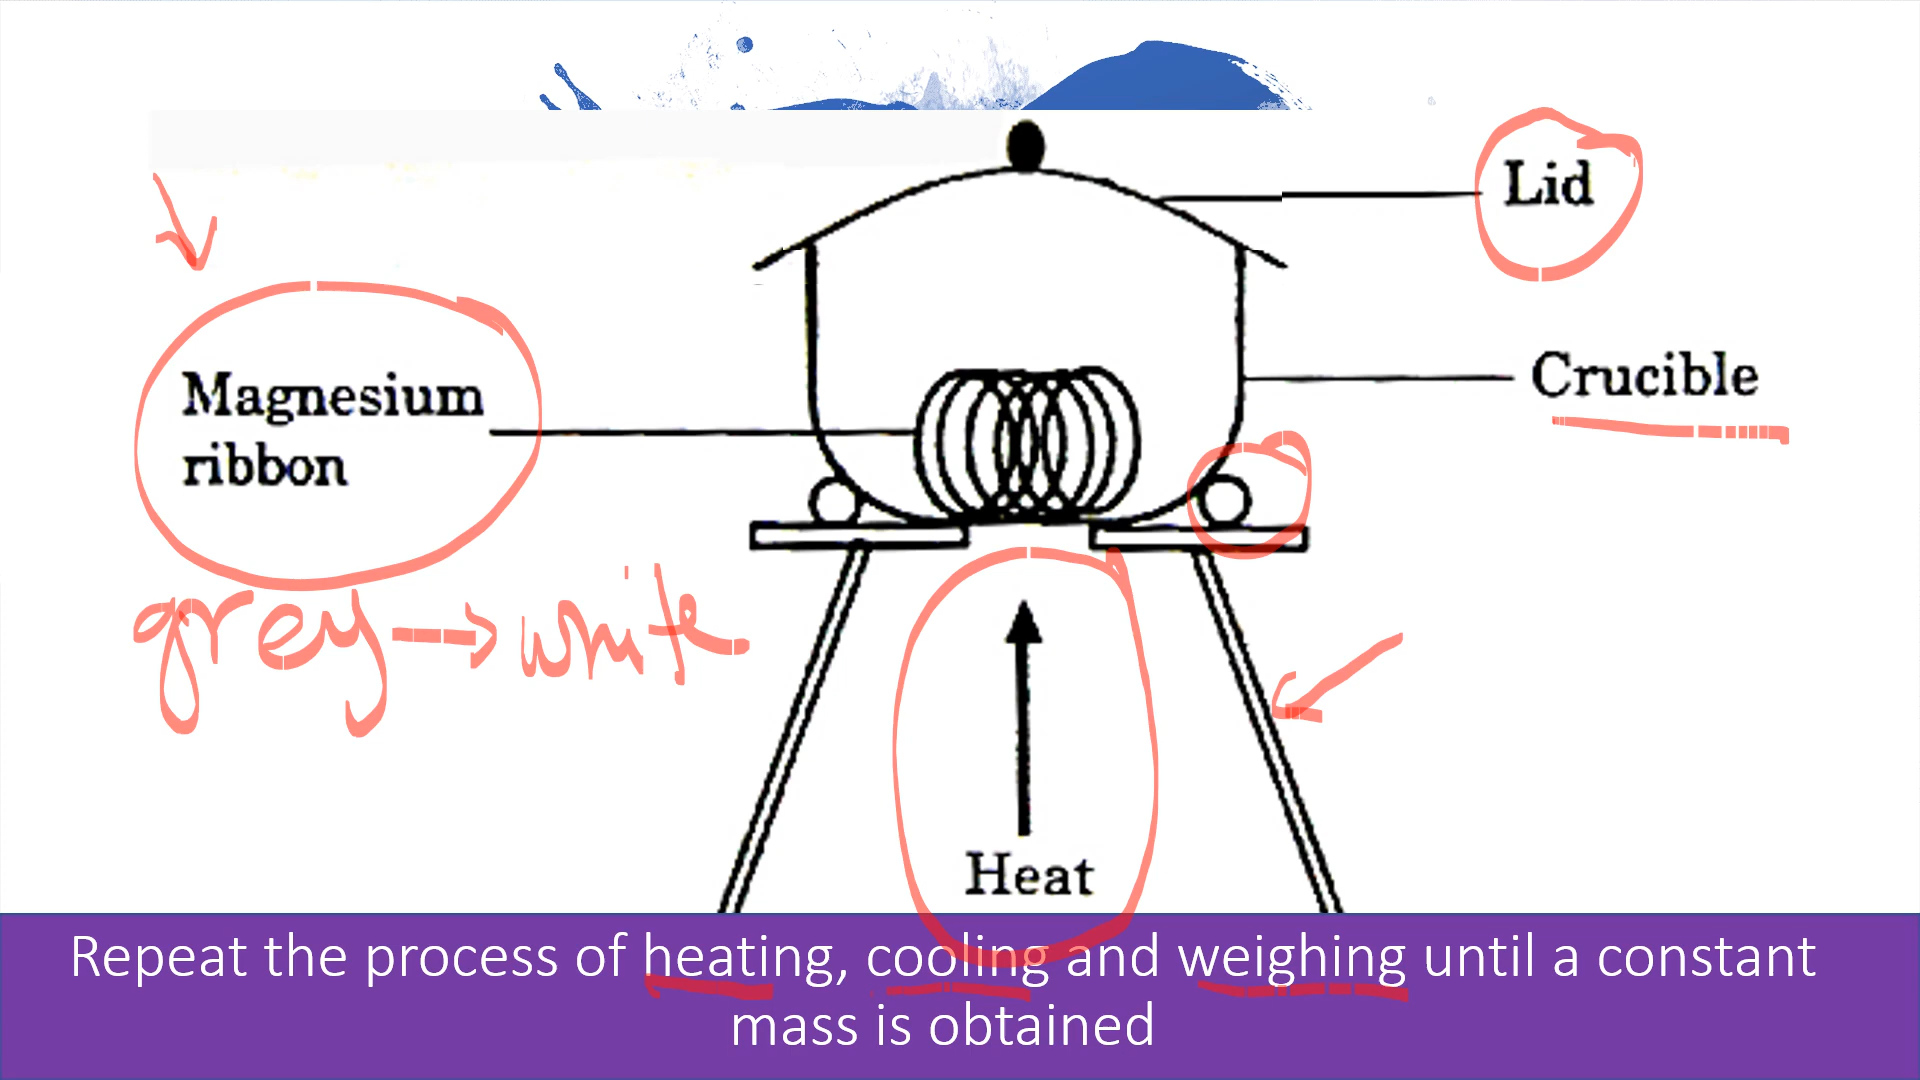 Lid
Crucible
Magnesium
ribbon
grey → white
Heat
Repeat the process of heating, cooling and weighing until a constant
mass is obtained